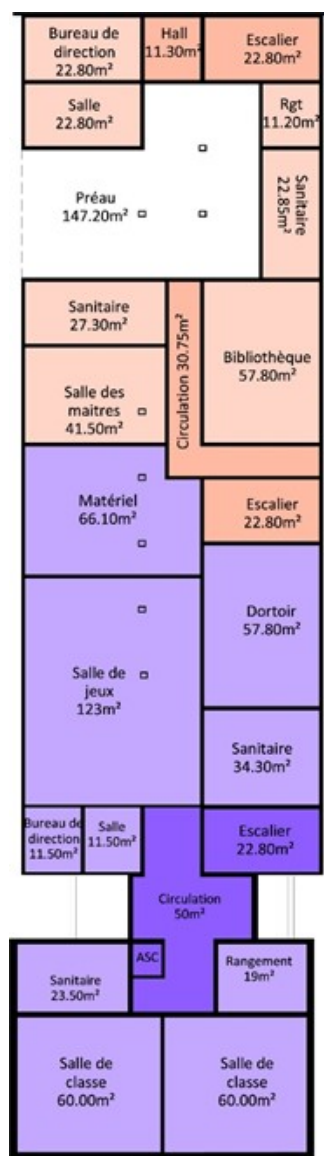 Bureau de
direction
22.80m²
Hall
11.30m²
Escalier
22.80m²
Salle
22.80m²
Rgt
11.20m²
Préau
147.20m²
Sanitaire
22.85m²
Sanitaire
27.30m²
Circulation 30.75m²
Bibliothèque
57.80m²
Salle des
maitres
41.50m²
Matériel
66.10m²
Escalier
22.80m²
Dortoir
57.80m²
Salle de
jeux
123m²
Sanitaire
34.30m²
Bureau de
direction
11.50m²
Salle
11.50m²
Escalier
22.80m²
Circulation
50m²
ASC
Sanitaire
23.50m²
Rangement
19m²
Salle de
classe
60.00m²
Salle de
classe
60.00m²